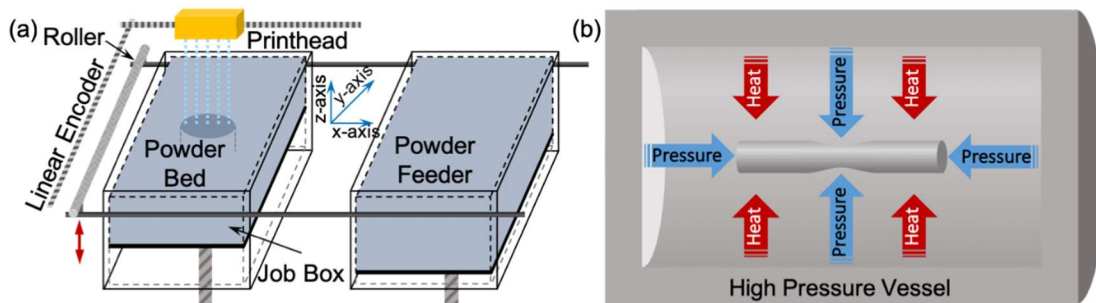 (a)
Roller
Linear Encoder
Printhead
z-axis
y-axis
x-axis
Powder
Bed
Powder
Feeder
Job Box
(b)
Heat
Pressure
Heat
Pressure
Pressure
Heat
Pressure
Heat
High Pressure Vessel